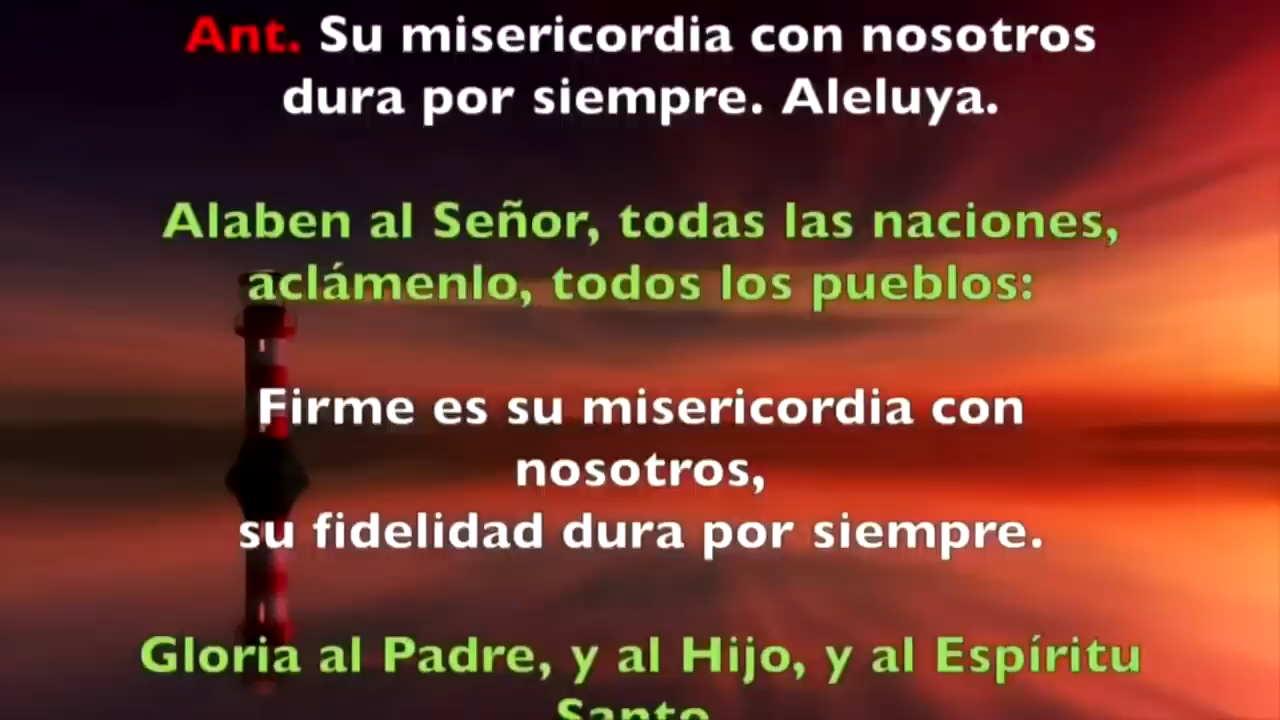 Ant. Su misericordia con nosotros
dura por siempre. Aleluya.
Alaben al Señor, todas las naciones,
aclámenlo, todos los pueblos:
Firme es su misericordia con
nosotros,
su fidelidad dura por siempre.
Gloria al Padre, y al Hijo, y al Espíritu
Santo